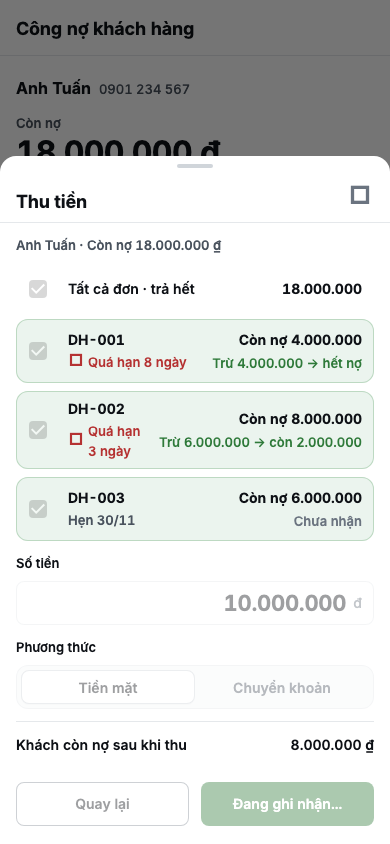 Công nợ khách hàng
Anh Tuấn 0901 234 567
Còn nợ
18.000.000 đ
Thu tiền
Anh Tuấn · Còn nợ 18.000.000 ₫
Tất cả đơn · trả hết 18.000.000
DH-001 Còn nợ 4.000.000
Quá hạn 8 ngày Trừ 4.000.000 → hết nợ
DH-002 Còn nợ 8.000.000
Quá hạn 3 ngày Trừ 6.000.000 → còn 2.000.000
DH-003 Còn nợ 6.000.000
Hẹn 30/11 Chưa nhận
Số tiền
10.000.000 đ
Phương thức
Tiền mặt Chuyển khoản
Khách còn nợ sau khi thu 8.000.000 ₫
Quay lại Đang ghi nhận...